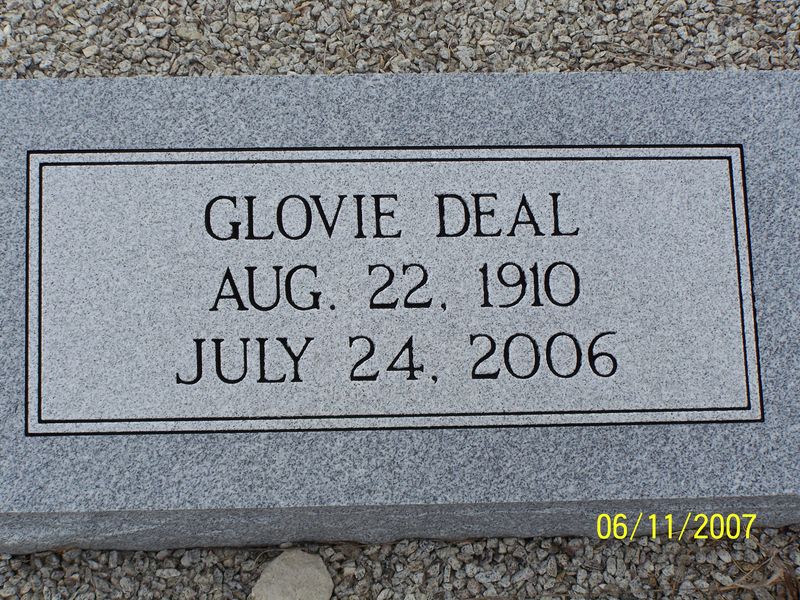 GLOVIE DEAL
AUG. 22, 1910
JULY 24, 2006
06/11/2007